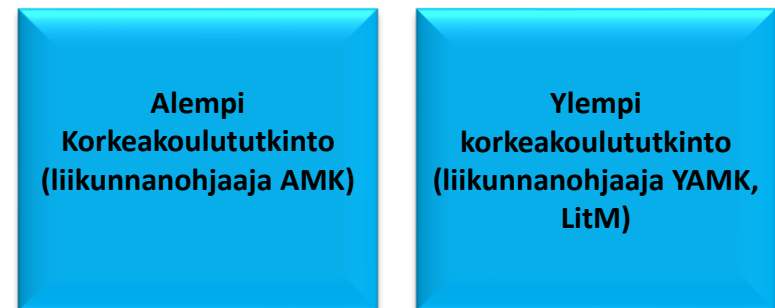 Alempi
Korkeakoulututkinto
(liikunnanohjaaja AMK)
Ylempi
korkeakoulututkinto
(liikunnanohjaaja YAMK,
LitM)